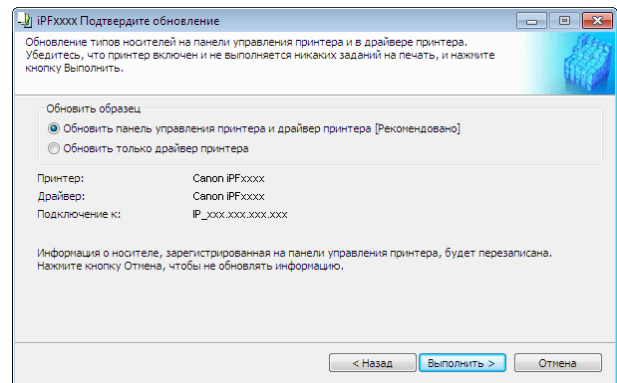 iPFxxxx Подтвердите обновление
Обновление типов носителей на панели управления принтера и в драйвере принтера.
Убедитесь, что принтер включен и не выполняется никаких заданий на печать, и нажмите
кнопку Выполнить.
Обновить образец
Обновить панель управления принтера и драйвер принтера [Рекомендовано]
Обновить только драйвер принтера
Принтер: Canon iPFxxxx
Драйвер: Canon iPFxxxx
Подключение к: IP_xxx.xxx.xxx.xxx
Информация о носителе, зарегистрированная на панели управления принтера, будет перезаписана.
Нажмите кнопку Отмена, чтобы не обновлять информацию.
< Назад Выполнить > Отмена